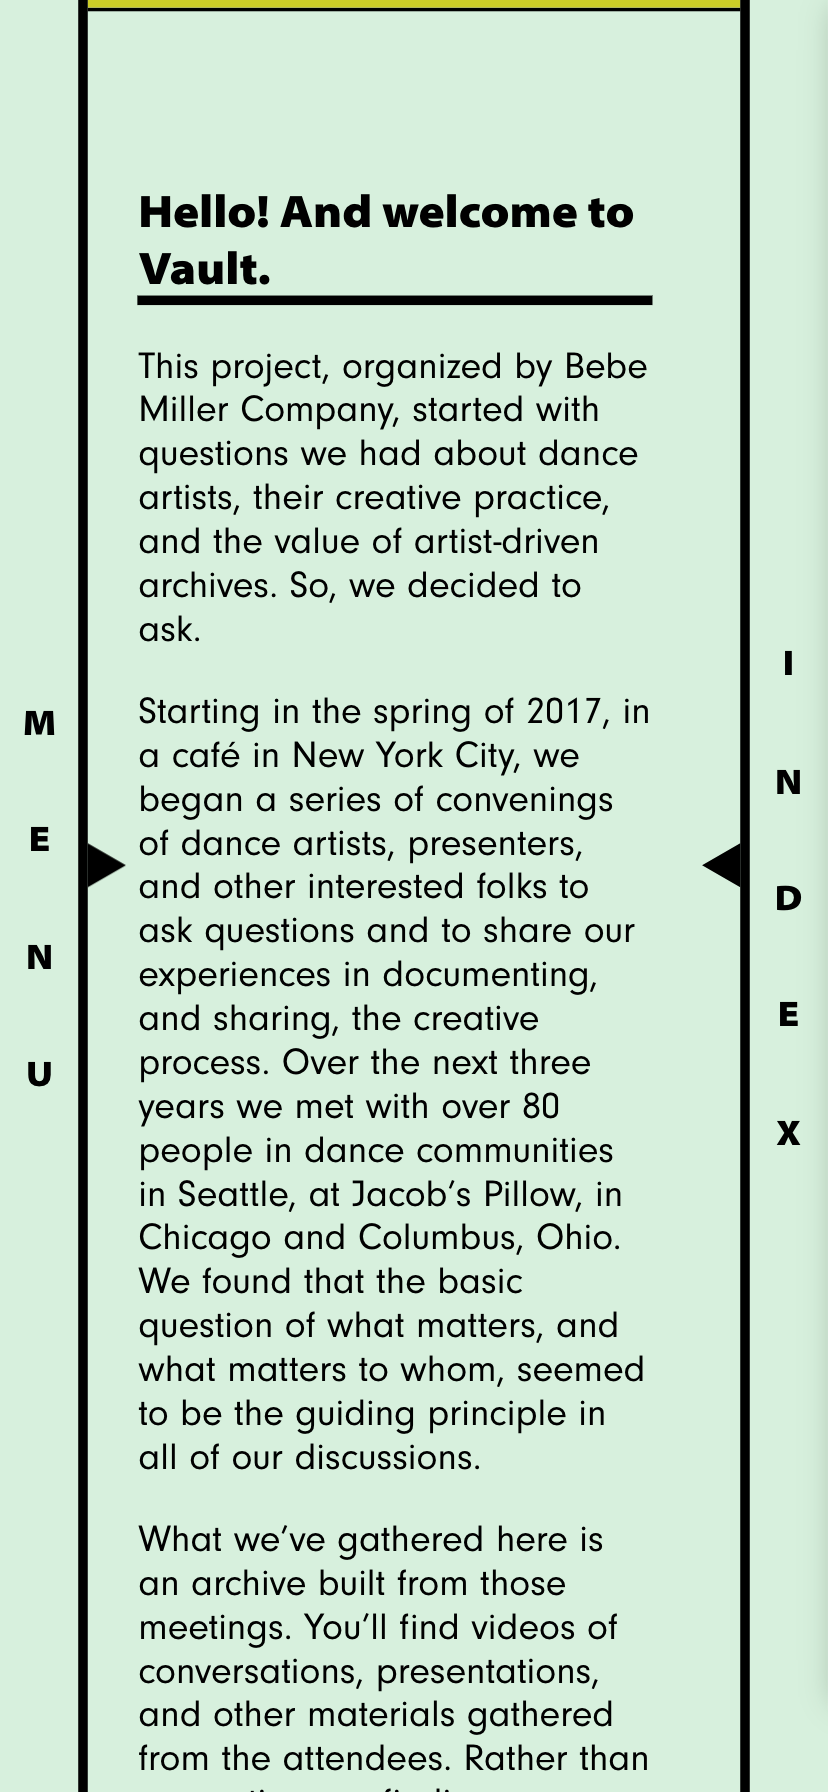 Hello! And welcome to
Vault.
This project, organized by Bebe
Miller Company, started with
questions we had about dance
artists, their creative practice,
and the value of artist-driven
archives. So, we decided to
ask.
Starting in the spring of 2017, in
a café in New York City, we
began a series of convenings
of dance artists, presenters,
and other interested folks to
ask questions and to share our
experiences in documenting,
and sharing, the creative
process. Over the next three
years we met with over 80
people in dance communities
in Seattle, at Jacob’s Pillow, in
Chicago and Columbus, Ohio.
We found that the basic
question of what matters, and
what matters to whom, seemed
to be the guiding principle in
all of our discussions.
What we’ve gathered here is
an archive built from those
meetings. You’ll find videos of
conversations, presentations,
and other materials gathered
from the attendees. Rather than
MENU
INDEX